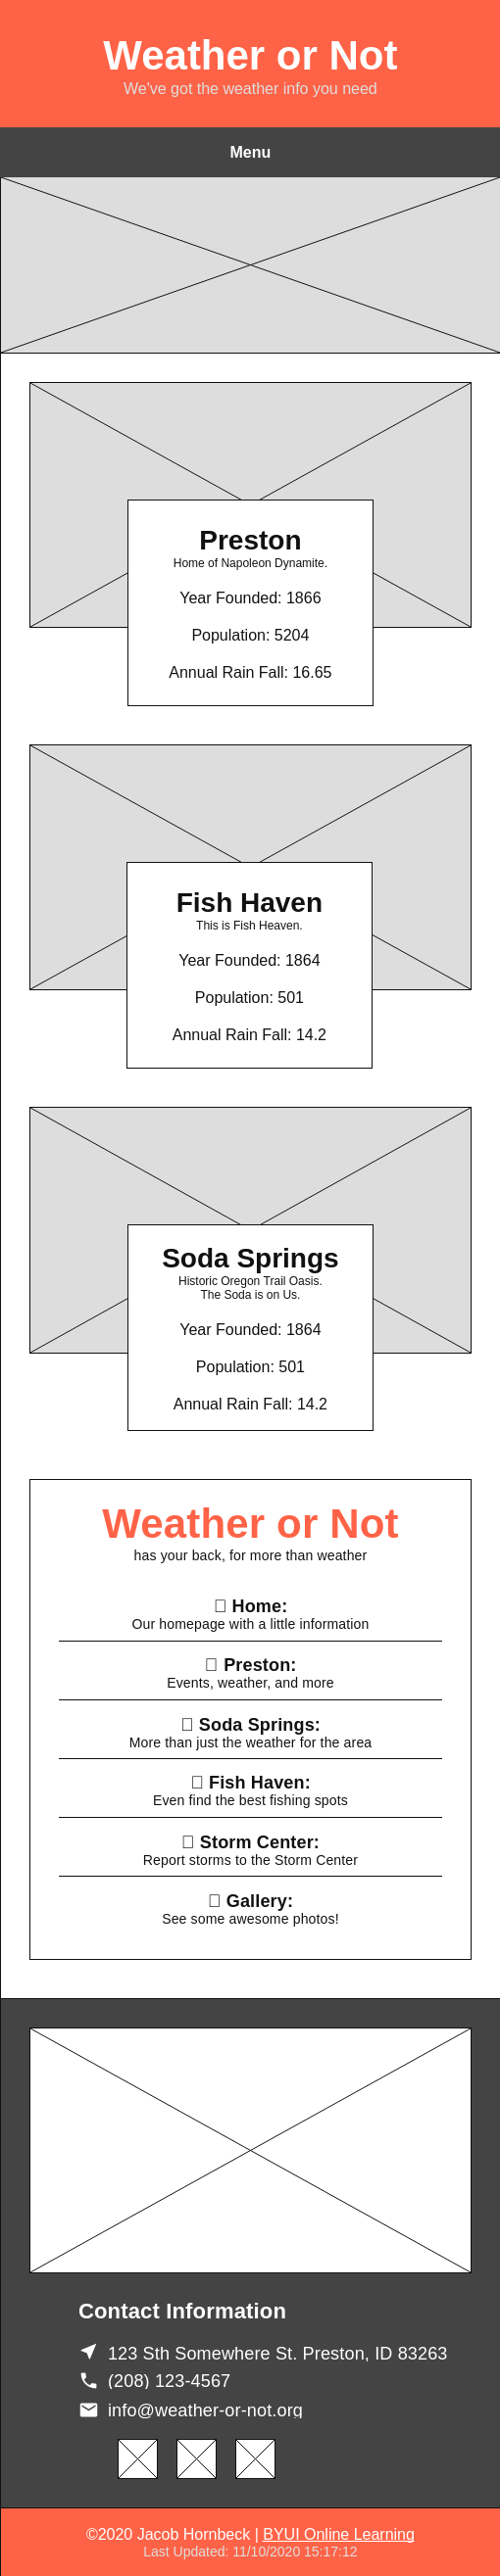 Weather or Not
We've got the weather info you need
Menu
Preston
Home of Napoleon Dynamite.
Year Founded: 1866
Population: 5204
Annual Rain Fall: 16.65
Fish Haven
This is Fish Heaven.
Year Founded: 1864
Population: 501
Annual Rain Fall: 14.2
Soda Springs
Historic Oregon Trail Oasis.
The Soda is on Us.
Year Founded: 1864
Population: 501
Annual Rain Fall: 14.2
Weather or Not
has your back, for more than weather
Home:
Our homepage with a little information
Preston:
Events, weather, and more
Soda Springs:
More than just the weather for the area
Fish Haven:
Even find the best fishing spots
Storm Center:
Report storms to the Storm Center
Gallery:
See some awesome photos!
Contact Information
123 Sth Somewhere St. Preston, ID 83263
(208) 123-4567
info@weather-or-not.org
©2020 Jacob Hornbeck | BYUI Online Learning
Last Updated: 11/10/2020 15:17:12